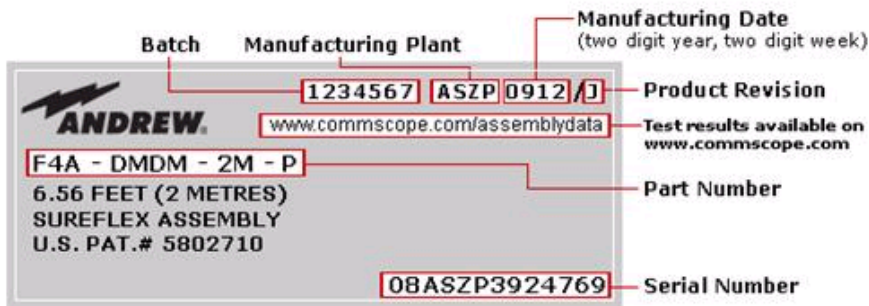 Manufacturing Date
(two digit year, two digit week)
Batch Manufacturing Plant
1234567 ASZP 0912 /J Product Revision
ANDREW. www.commscope.com/assemblydata Test results available on
www.commscope.com
F4A - DMDM - 2M - P Part Number
6.56 FEET (2 METRES)
SUREFLEX ASSEMBLY
U.S. PAT.# 5802710
08ASZP3924769 Serial Number